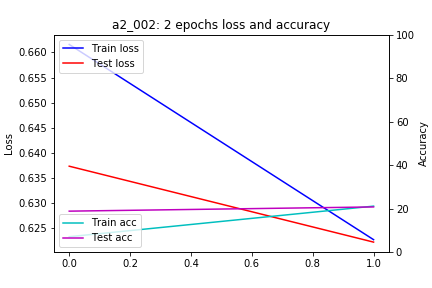 a2_002: 2 epochs loss and accuracy
Train loss
Test loss
Train acc
Test acc
Loss
Accuracy
0.660
0.655
0.650
0.645
0.640
0.635
0.630
0.625
100
80
60
40
20
0
0.0 0.2 0.4 0.6 0.8 1.0